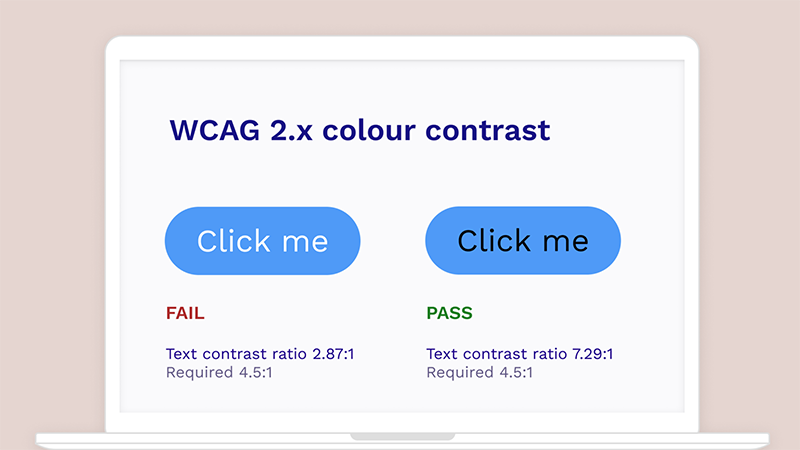 WCAG 2.x colour contrast
Click me
Click me
FAIL
PASS
Text contrast ratio 2.87:1
Required 4.5:1
Text contrast ratio 7.29:1
Required 4.5:1